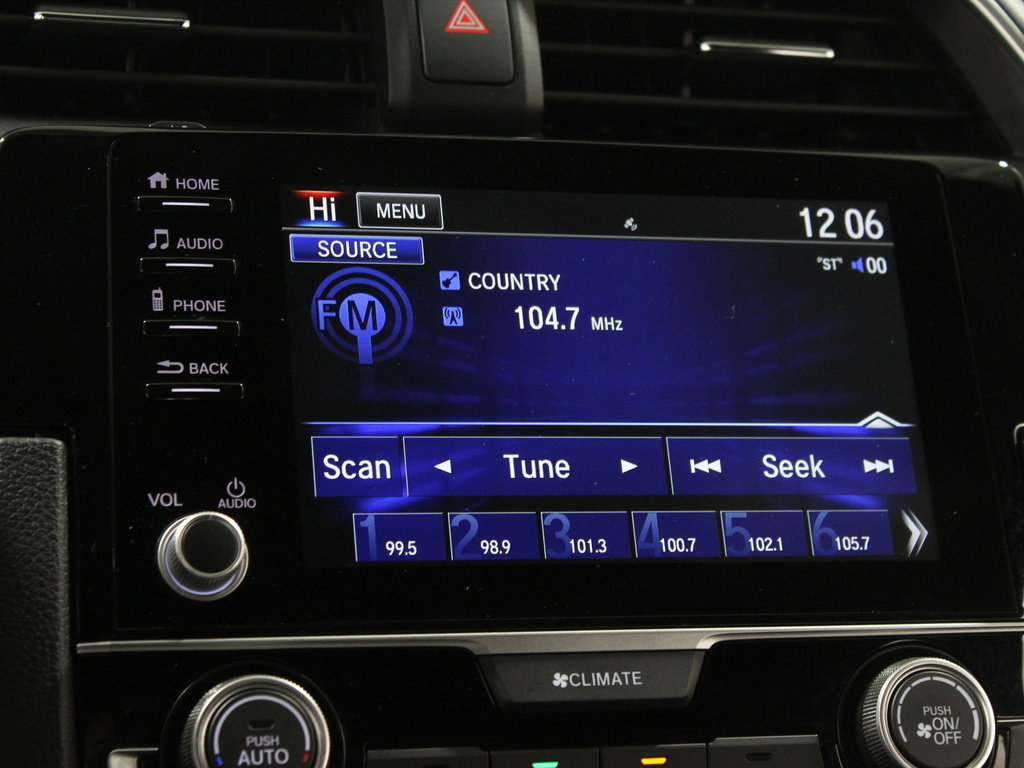 HOME
AUDIO
PHONE
BACK
VOL
AUDIO
Hi MENU 12 06
SOURCE
"ST" 00
FM
COUNTRY
104.7 MHz
Scan Tune Seek
1 99.5 2 98.9 3 101.3 4 100.7 5 102.1 6 105.7
CLIMATE
PUSH
AUTO
PUSH
ON/
OFF